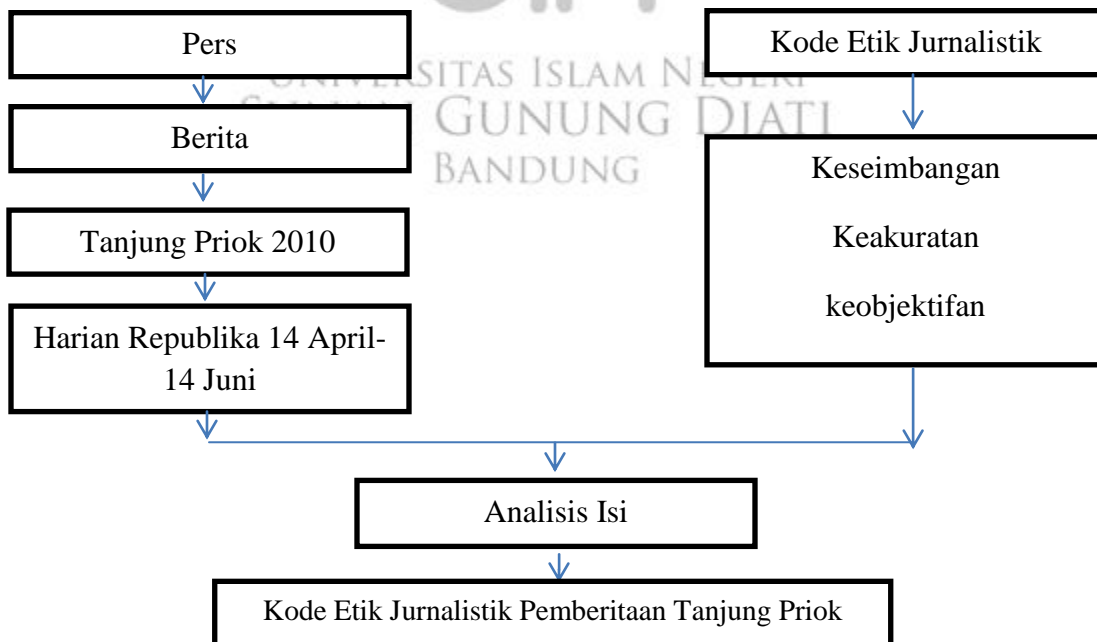 Pers
Kode Etik Jurnalistik
UNIVERSITAS ISLAM NEGERI
SUNAN GUNUNG DJATI
BANDUNG
Berita
Keseimbangan
Keakuratan
keobjektifan
Tanjung Priok 2010
Harian Republika 14 April-
14 Juni
Analisis Isi
Kode Etik Jurnalistik Pemberitaan Tanjung Priok